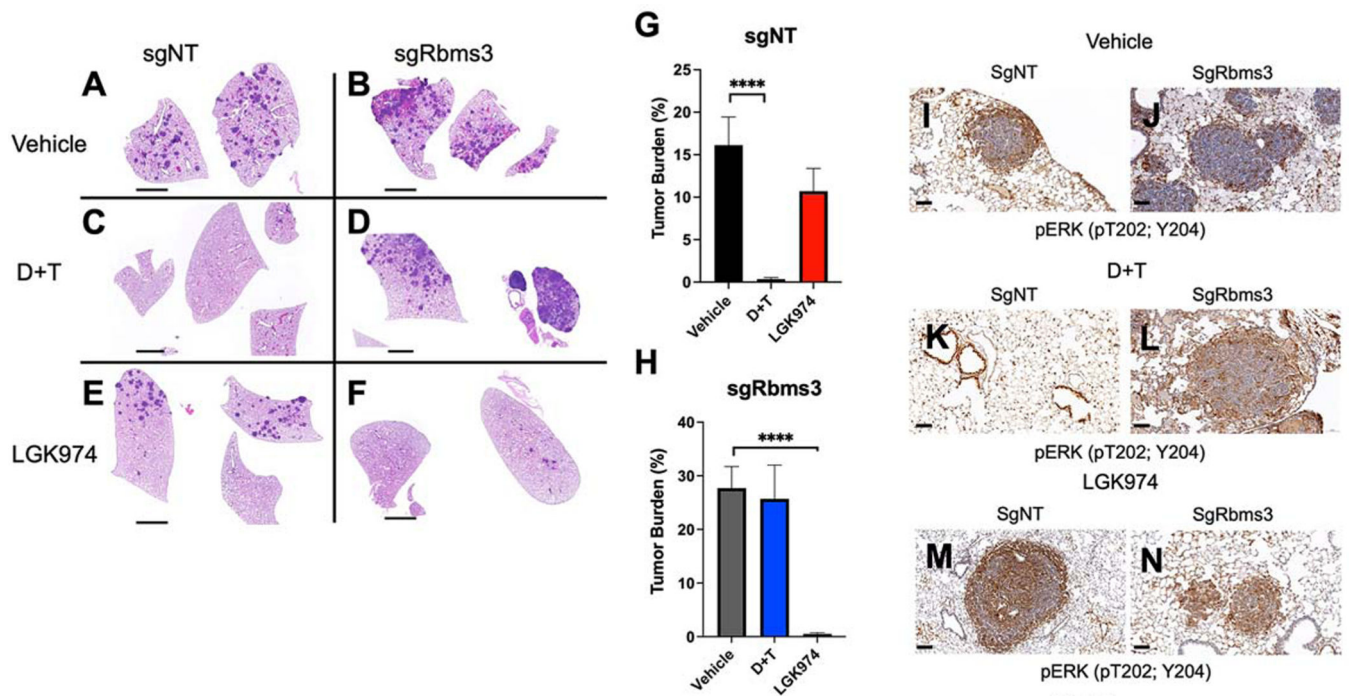 sgNT
sgRbms3
Vehicle
A
B
D+T
C
D
LGK974
E
F
G
sgNT
Tumor Burden (%)
25
20
15
10
5
0
****
Vehicle
D+T
LGK974
H
sgRbms3
Tumor Burden (%)
40
30
20
10
0
****
Vehicle
D+T
LGK974
Vehicle
SgNT
SgRbms3
I
J
pERK (pT202; Y204)
D+T
SgNT
SgRbms3
K
L
pERK (pT202; Y204)
LGK974
SgNT
SgRbms3
M
N
pERK (pT202; Y204)